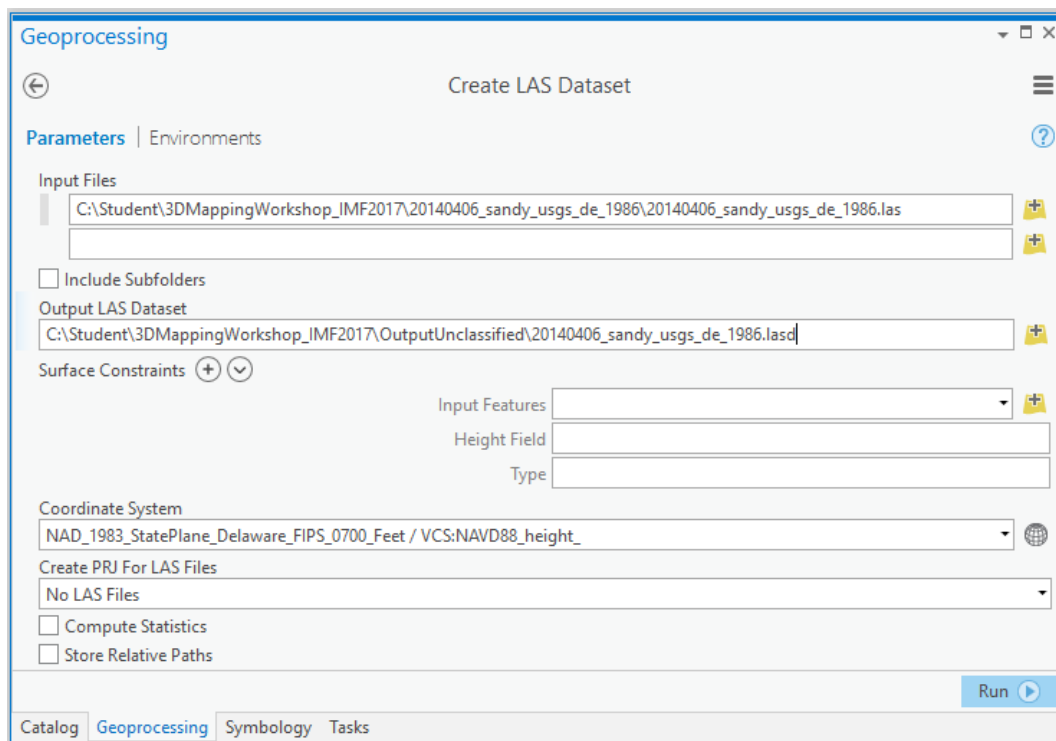 Geoprocessing
Create LAS Dataset
Parameters | Environments
Input Files
C:\Student\3DMappingWorkshop_IMF2017\20140406_sandy_usgs_de_1986\20140406_sandy_usgs_de_1986.las
Include Subfolders
Output LAS Dataset
C:\Student\3DMappingWorkshop_IMF2017\OutputUnclassified\20140406_sandy_usgs_de_1986.lasd
Surface Constraints
Input Features
Height Field
Type
Coordinate System
NAD_1983_StatePlane_Delaware_FIPS_0700_Feet / VCS:NAVD88_height_
Create PRJ For LAS Files
No LAS Files
Compute Statistics
Store Relative Paths
Run
Catalog Geoprocessing Symbology Tasks